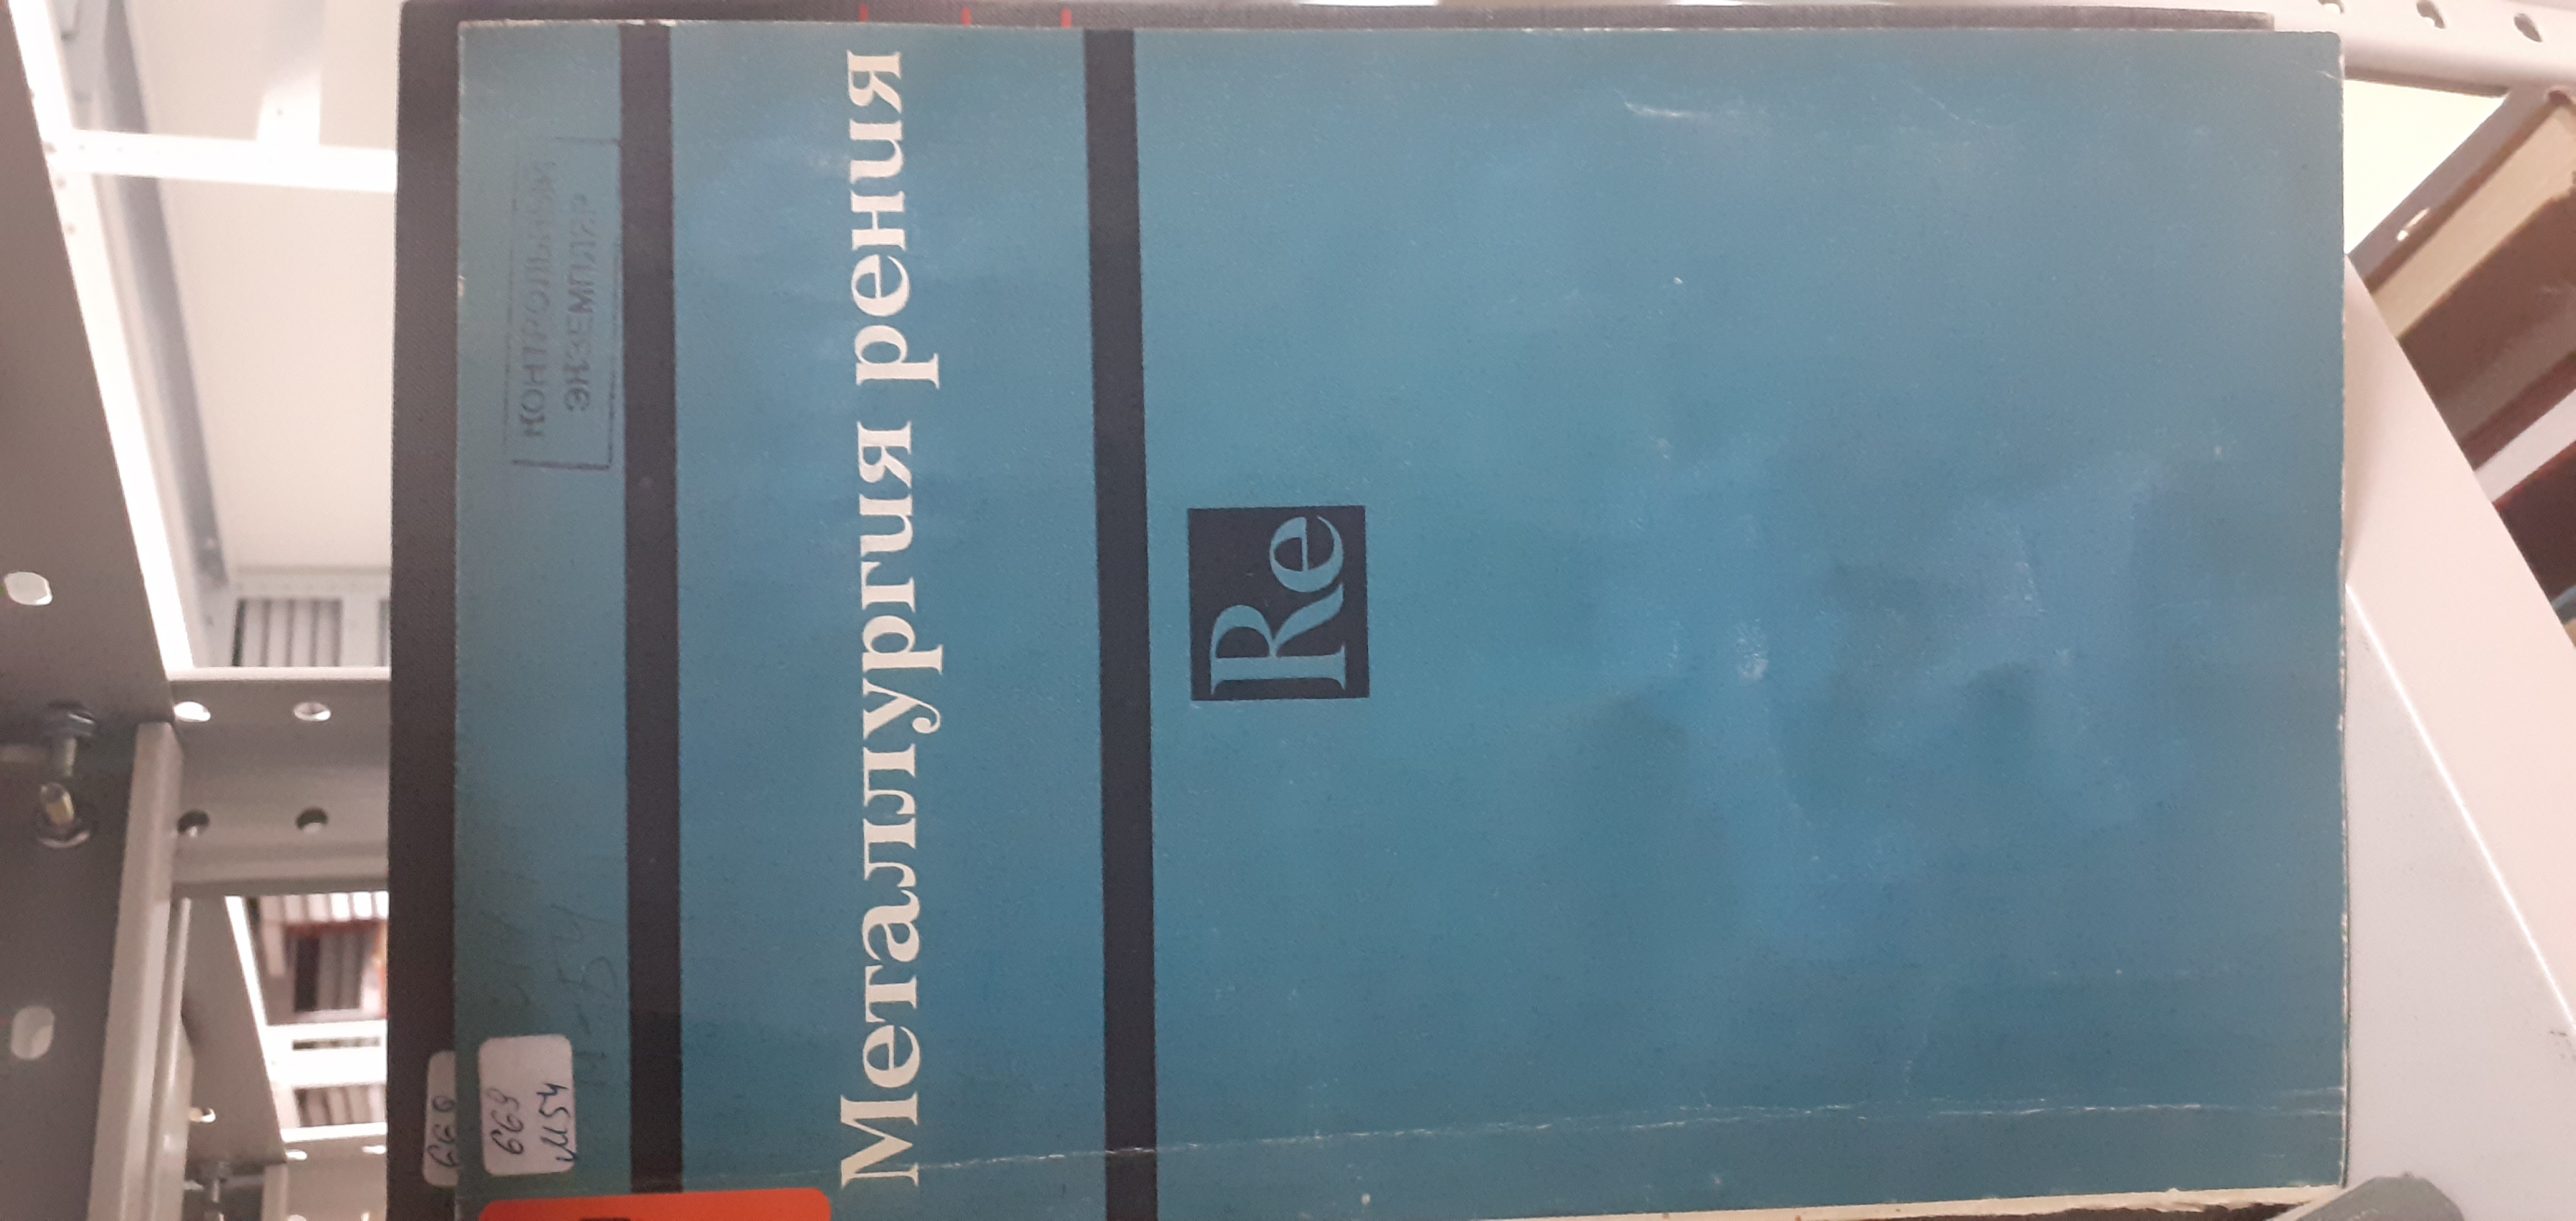 КОНТРОЛЬНЫЙ
ЭКЗЕМПЛЯР
Металлургия рения
Re
669
М54
669